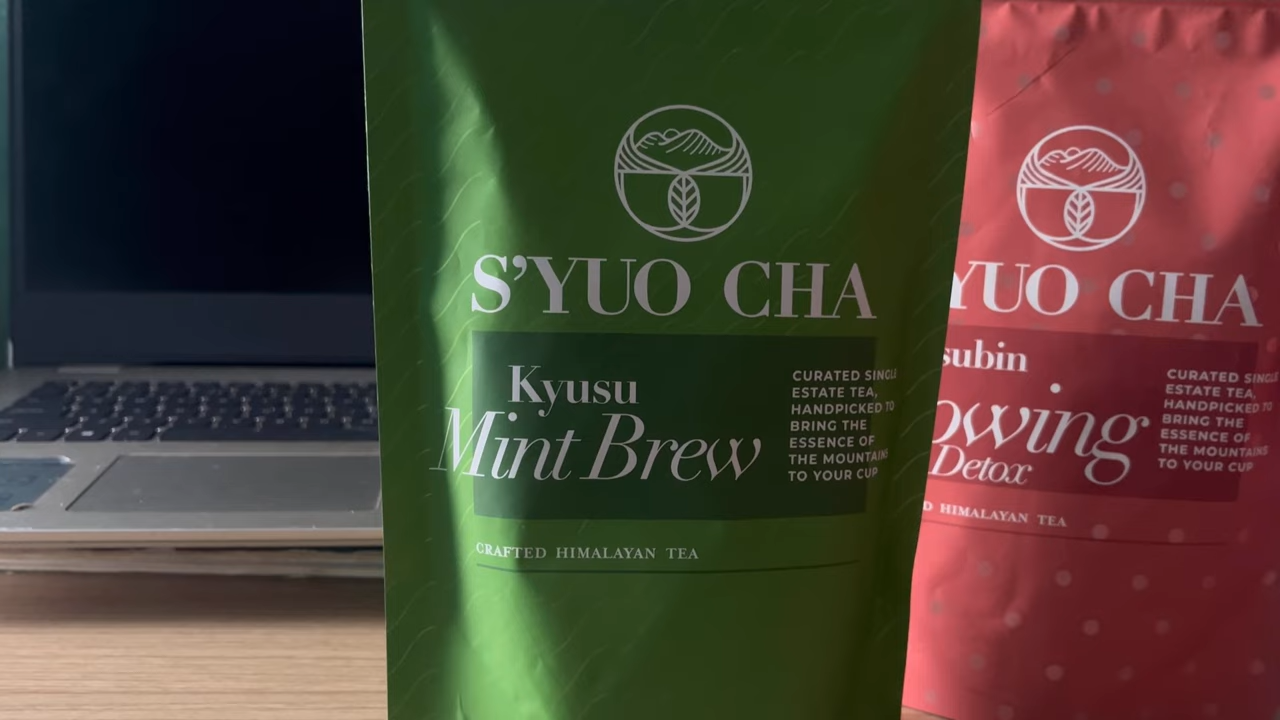 S'YUO CHA
Kyusu
Mint Brew
CURATED SINGLE
ESTATE TEA,
HANDPICKED TO
BRING THE
ESSENCE OF
THE MOUNTAINS
TO YOUR CUP
CRAFTED HIMALAYAN TEA
YUO CHA
subin
owing
Detox
CURATED SINGLE
ESTATE TEA,
HANDPICKED TO
BRING THE
ESSENCE OF
THE MOUNTAINS
TO YOUR CUP
D HIMALAYAN TEA